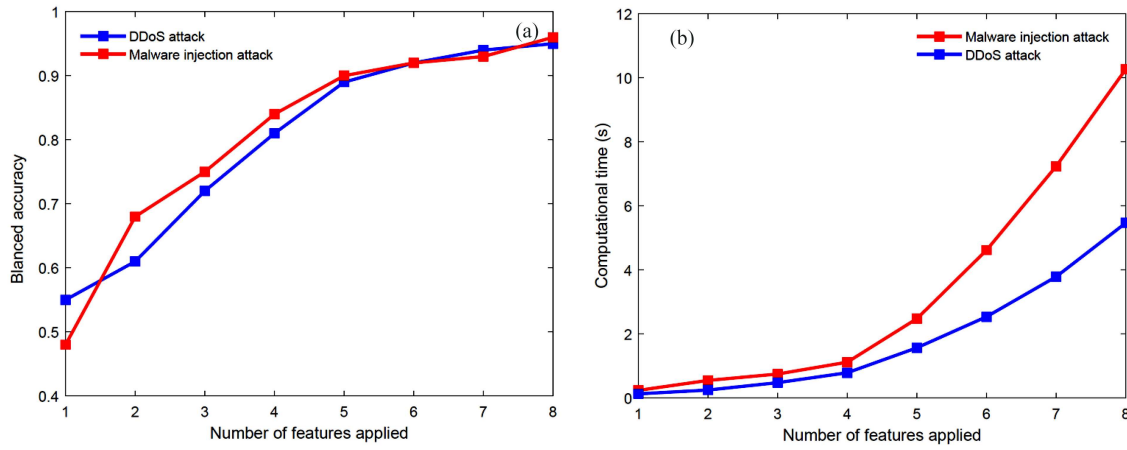 (a)
DDoS attack
Malware injection attack
1
0.9
0.8
0.7
0.6
0.5
0.4
Blanced accuracy
1 2 3 4 5 6 7 8
Number of features applied
(b)
Malware injection attack
DDoS attack
12
10
8
6
4
2
0
Computational time (s)
1 2 3 4 5 6 7 8
Number of features applied